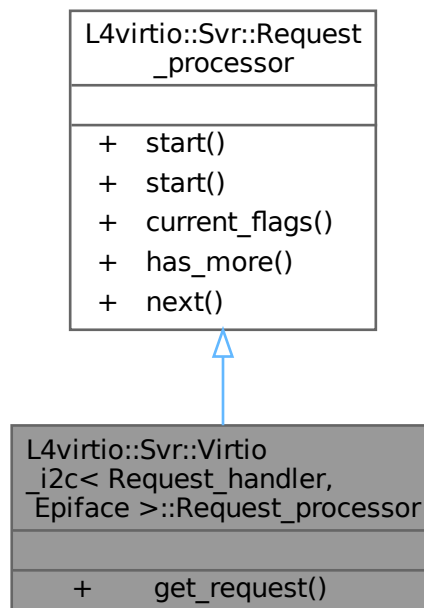 L4virtio::Svr::Request
_processor
+ start()
+ start()
+ current_flags()
+ has_more()
+ next()
L4virtio::Svr::Virtio
_i2c< Request_handler,
Epiface >::Request_processor
+ get_request()